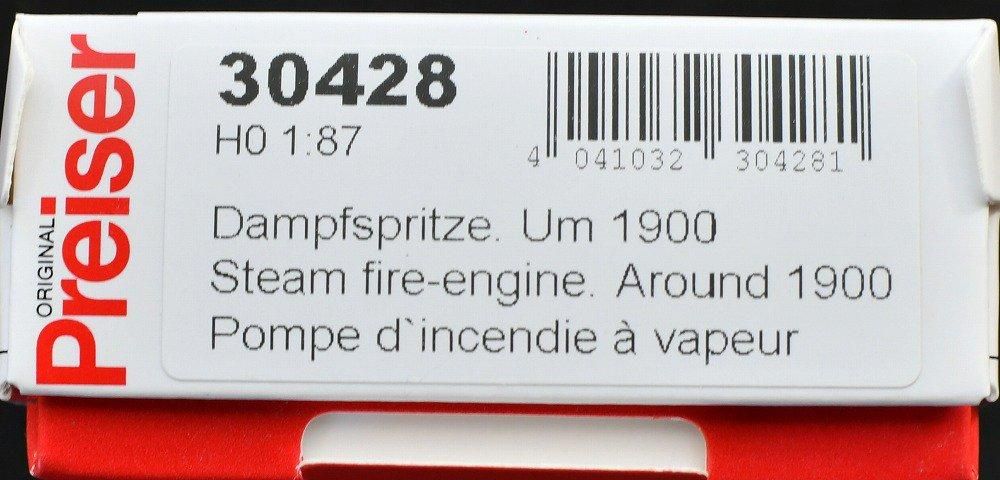 ORIGINAL
Preiser
30428
H0 1:87
4 041032 304281
Dampfspritze. Um 1900
Steam fire-engine. Around 1900
Pompe d`incendie à vapeur